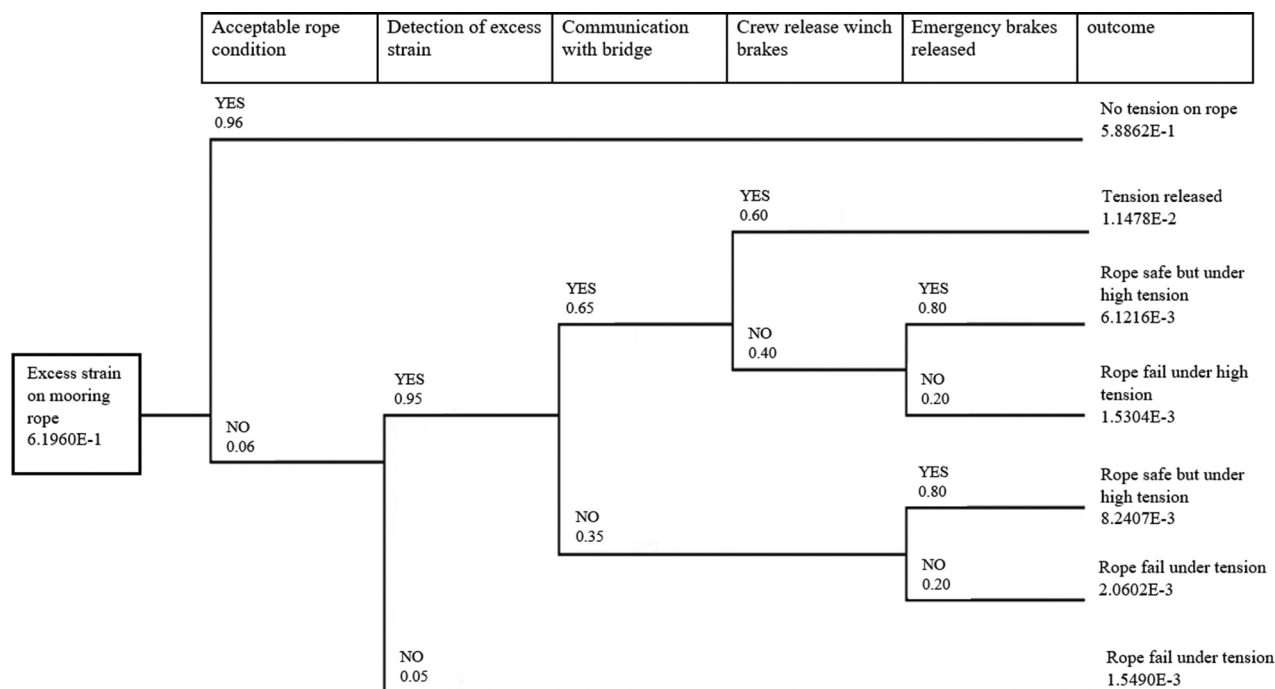 Acceptable rope
condition
Detection of excess
strain
Communication
with bridge
Crew release winch
brakes
Emergency brakes
released
outcome
YES
0.96
No tension on rope
5.8862E-1
YES
0.60
Tension released
1.1478E-2
YES
0.65
YES
0.80
Rope safe but under
high tension
6.1216E-3
NO
0.40
Excess strain
on mooring
rope
6.1960E-1
YES
0.95
NO
0.20
Rope fail under high
tension
1.5304E-3
NO
0.06
YES
0.80
Rope safe but under
high tension
8.2407E-3
NO
0.35
NO
0.20
Rope fail under tension
2.0602E-3
NO
0.05
Rope fail under tension
1.5490E-3